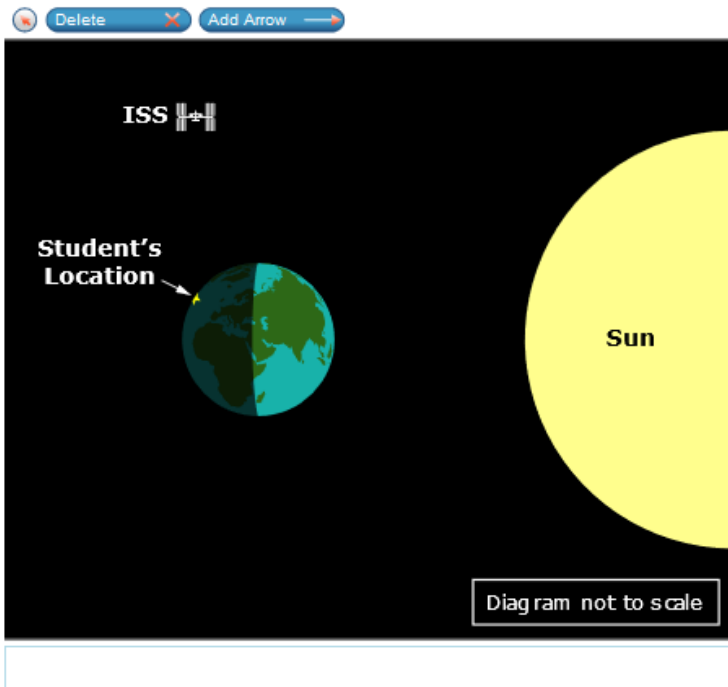 Delete
Add Arrow
ISS
Student's
Location
Sun
Diagram not to scale